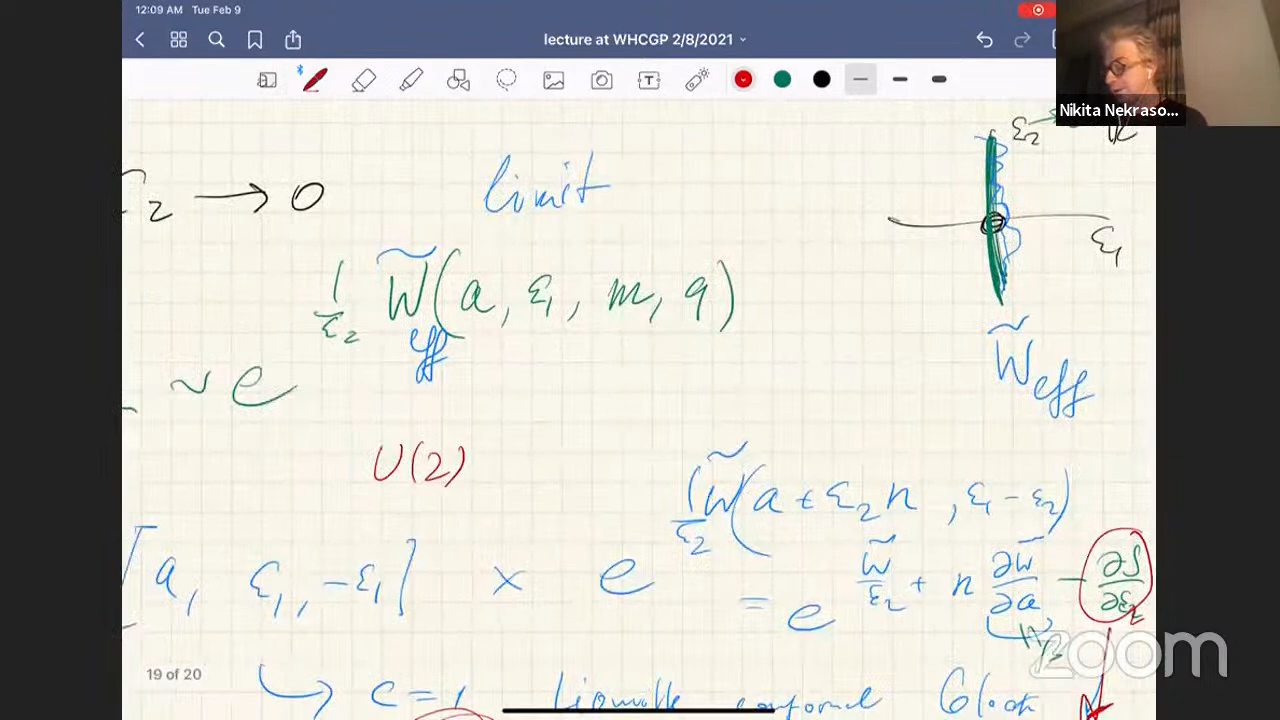 12:09 AM Tue Feb 9
lecture at WHCGP 2/8/2021
Nikita Nekraso...
ε₂ →
₂ → 0 limit
ε₁
1/ε₂ W̃eff(a, ε₁, m, q)
~ e
W̃eff
U(2)
1/ε₂ W̃(a + ε₂n, ε₁ - ε₂)
[a, ε₁, -ε₁] × e
= e W̃/ε₂ + n ∂W̃/∂a - ∂S/∂ε₂
19 of 20
zoom
↳ c = 1 Liouville conformal block